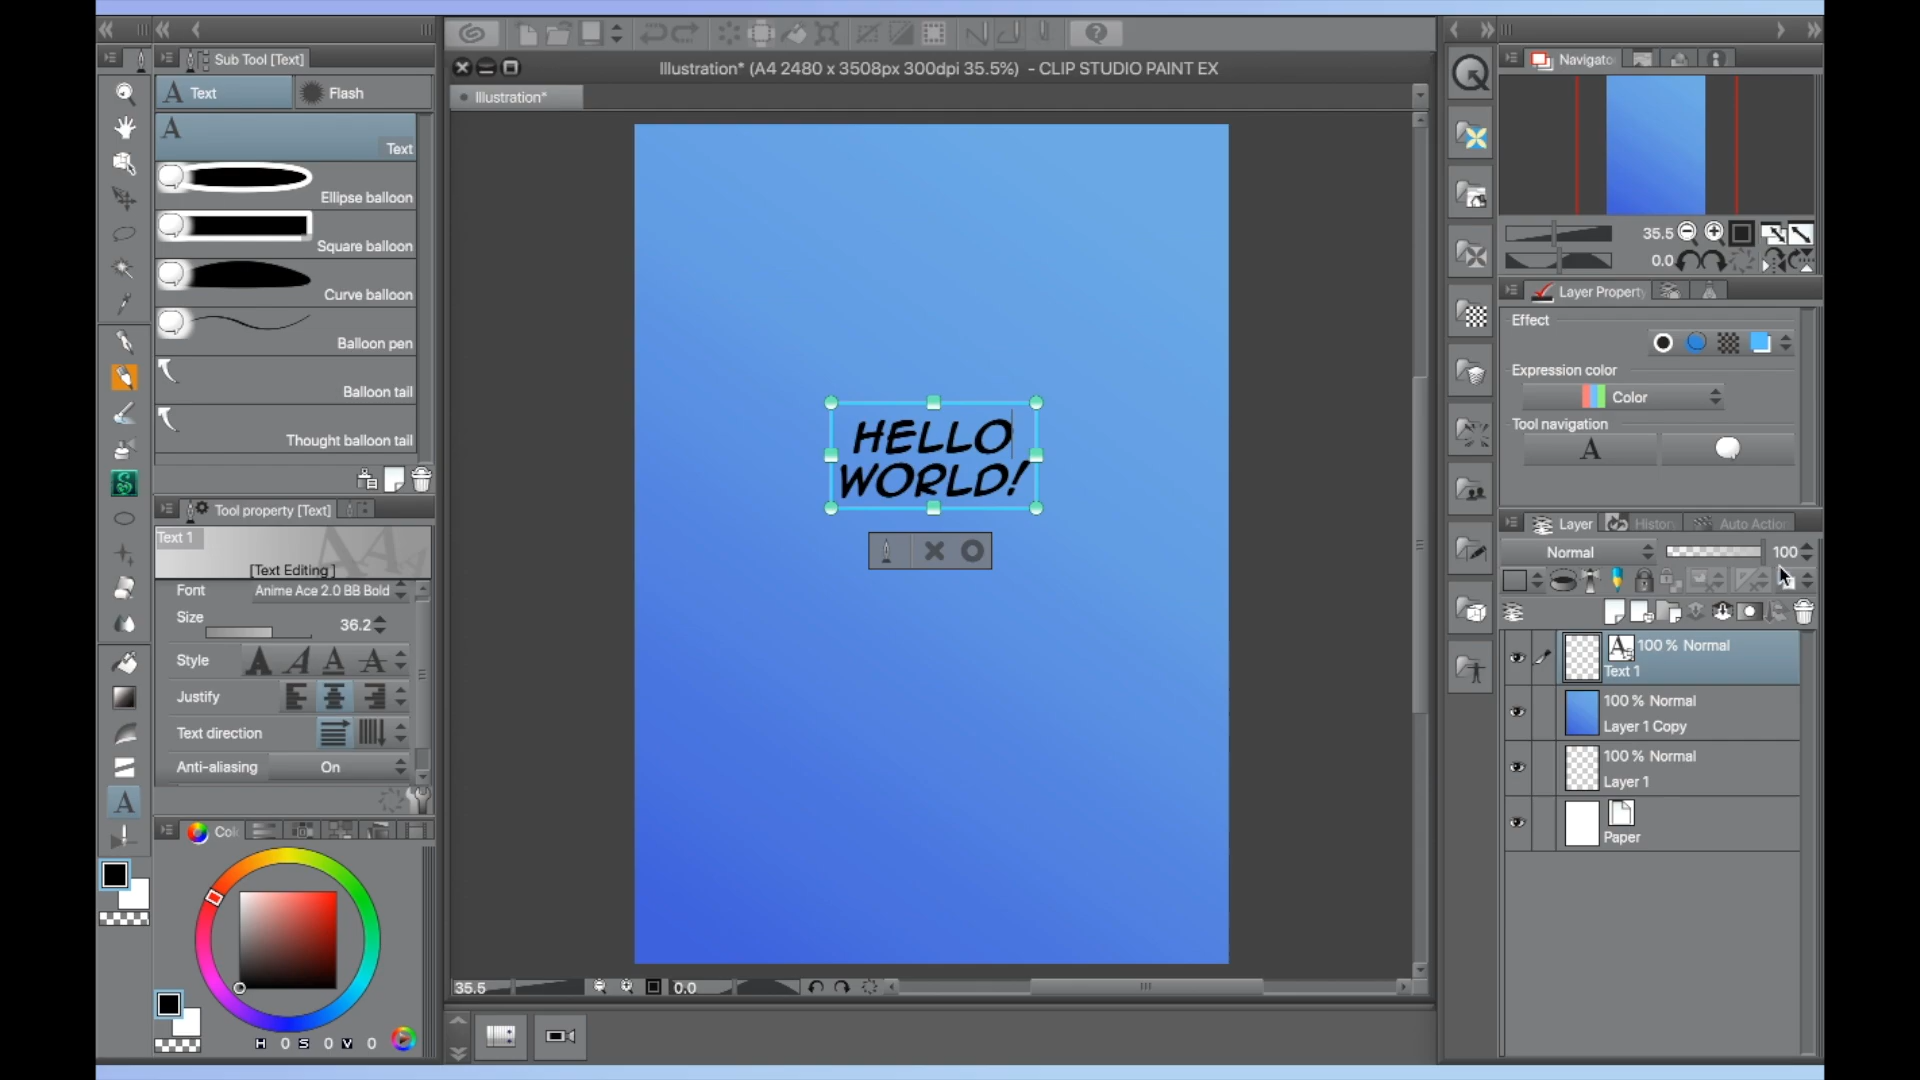 Sub Tool [Text]
Text
Flash
Text
Ellipse balloon
Square balloon
Curve balloon
Balloon pen
Balloon tail
Thought balloon tail
Tool property [Text]
Text 1
[Text Editing ]
Font Anime Ace 2.0 BB Bold
Size 36.2
Style
Justify
Text direction
Anti-aliasing On
Col
H 0 S 0 V 0
Illustration* (A4 2480 x 3508px 300dpi 35.5%) - CLIP STUDIO PAINT EX
Illustration*
HELLO
WORLD!
35.5
0.0
Navigato
35.5
0.0
Layer Property
Effect
Expression color
Color
Tool navigation
Layer
History
Auto Action
Normal 100
100 % Normal
Text 1
100 % Normal
Layer 1 Copy
100 % Normal
Layer 1
Paper